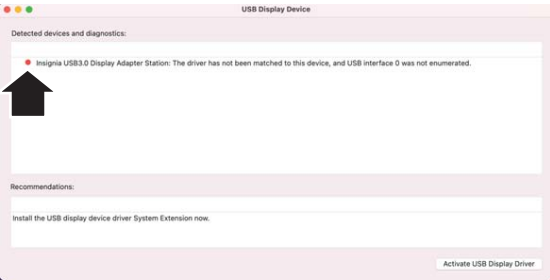 USB Display Device
Detected devices and diagnostics:
Insignia USB3.0 Display Adapter Station: The driver has not been matched to this device, and USB interface 0 was not enumerated.
Recommendations:
Install the USB display device driver System Extension now.
Activate USB Display Driver